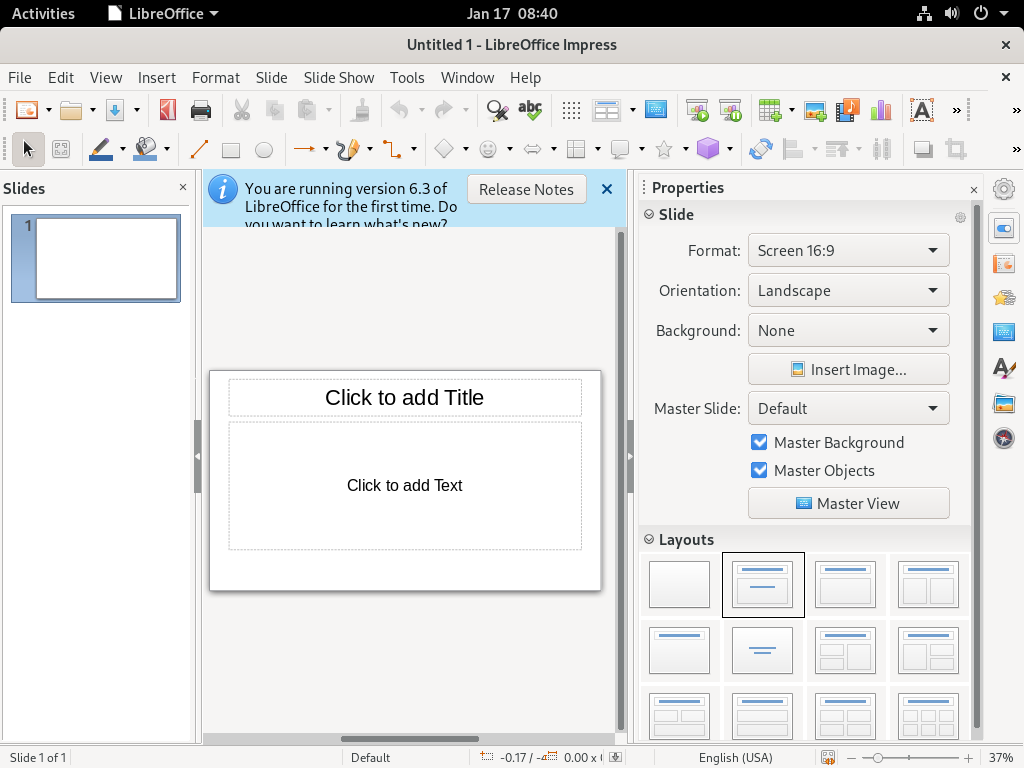 Activities
LibreOffice
Jan 17 08:40
Untitled 1 - LibreOffice Impress
File Edit View Insert Format Slide Slide Show Tools Window Help
abc
A
Slides
You are running version 6.3 of
LibreOffice for the first time. Do
you want to learn what's new?
Release Notes
1
Click to add Title
Click to add Text
Properties
Slide
Format: Screen 16:9
Orientation: Landscape
Background: None
Insert Image...
Master Slide: Default
Master Background
Master Objects
Master View
Layouts
Slide 1 of 1
Default
-0.17 / -
0.00 x
English (USA)
37%